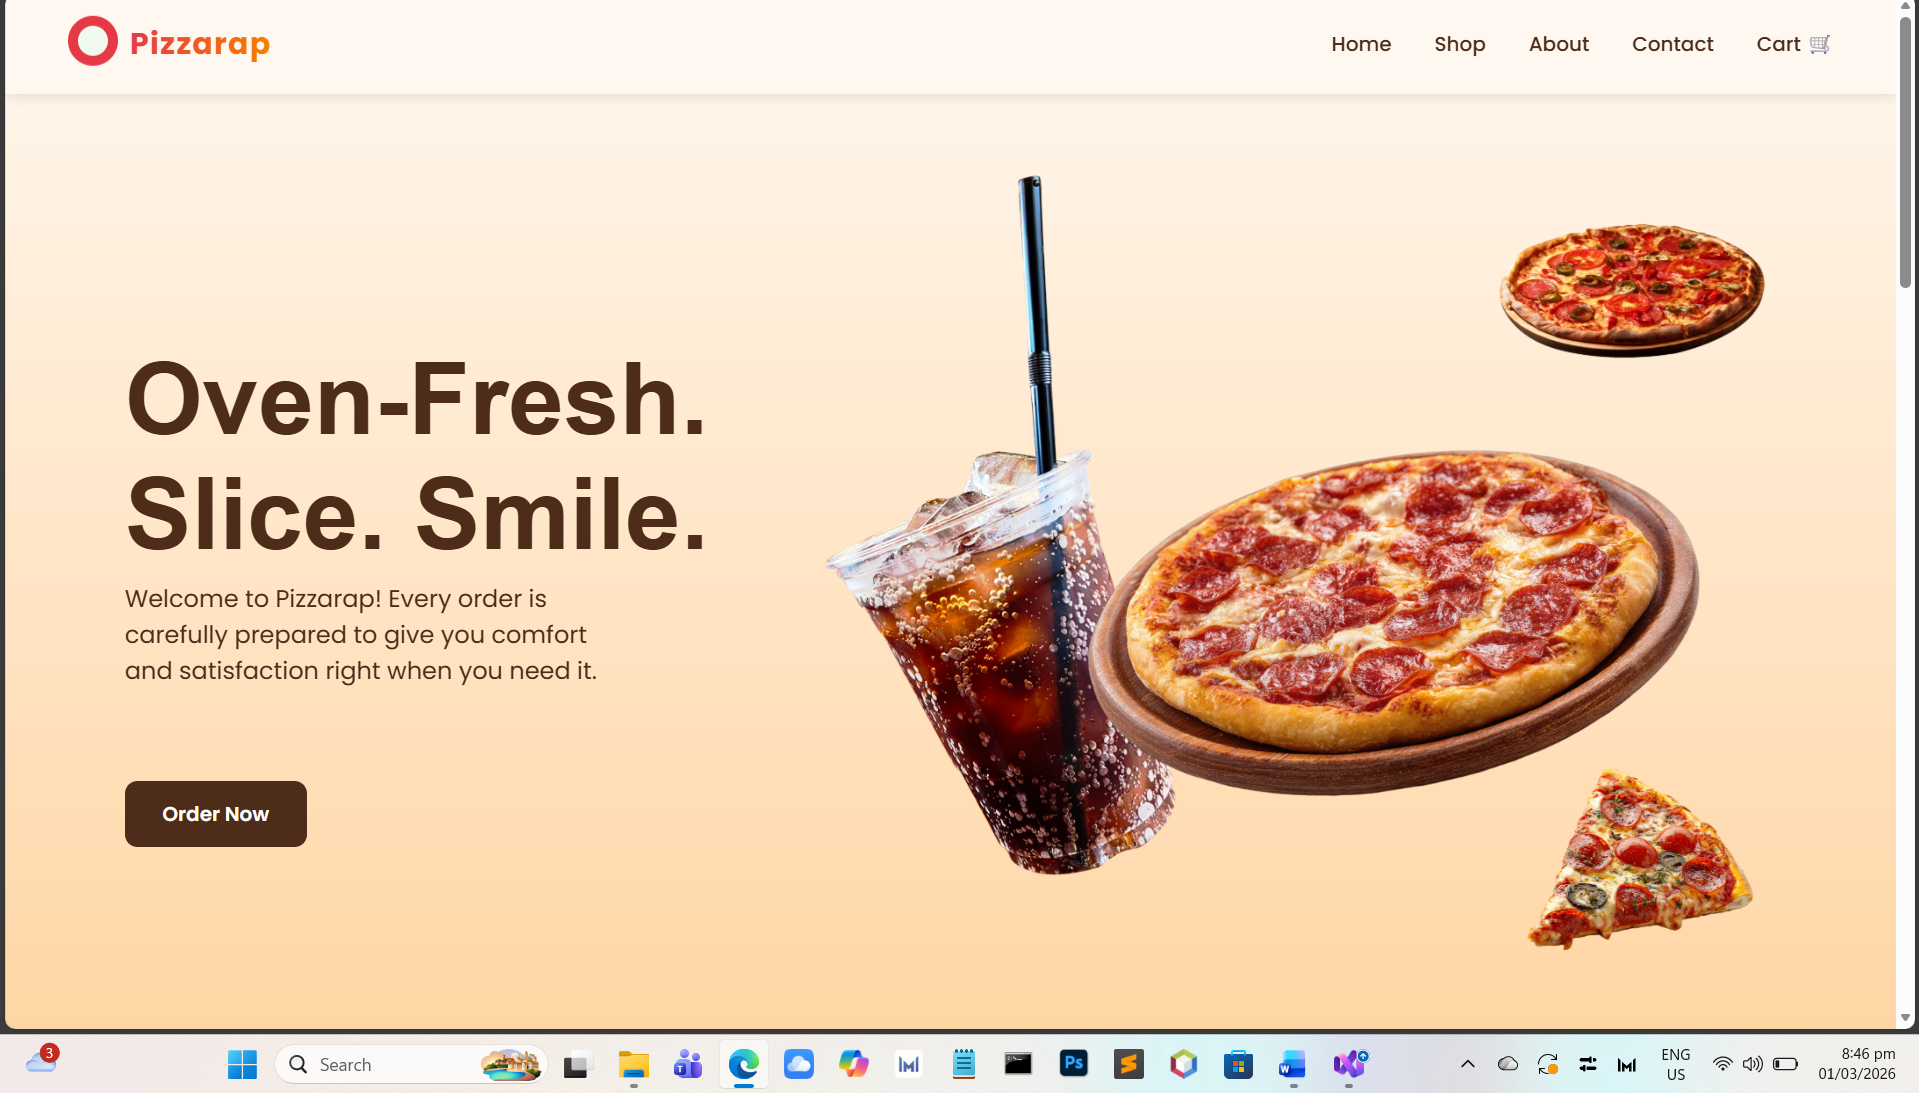 Pizzarap
Home Shop About Contact Cart
Oven-Fresh.
Slice. Smile.
Welcome to Pizzarap! Every order is
carefully prepared to give you comfort
and satisfaction right when you need it.
Order Now
3
Search
T
Ps
W
ENG
US
8:46 pm
01/03/2026